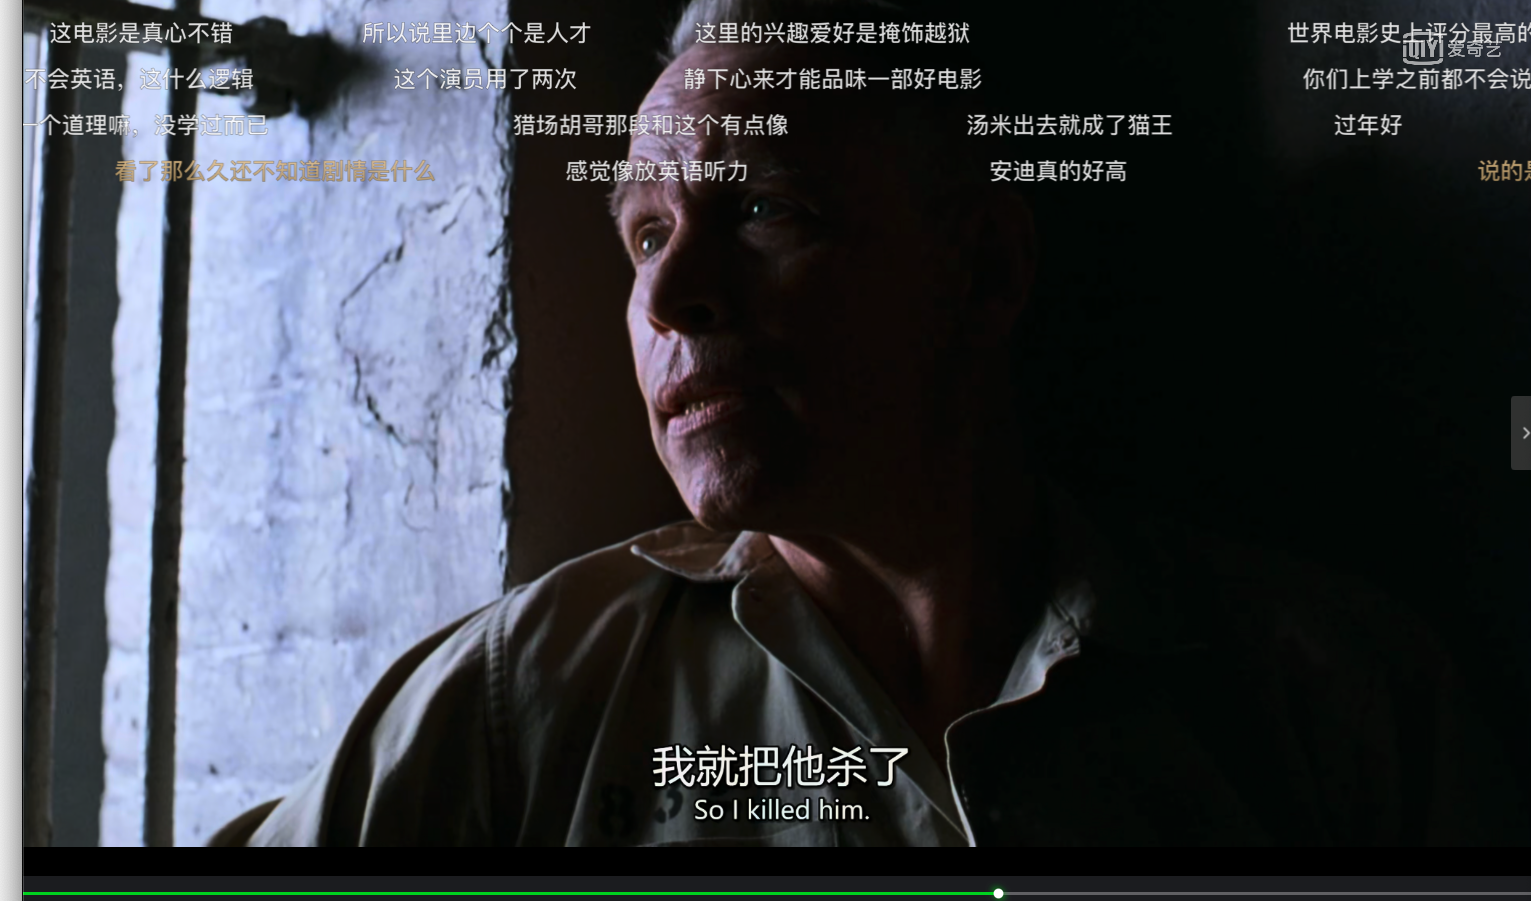 这电影是真心不错 所以说里边个个是人才 这里的兴趣爱好是掩饰越狱 世界电影史上评分最高的
爱奇艺
不会英语，这什么逻辑 这个演员用了两次 静下心来才能品味一部好电影 你们上学之前都不会说
一个道理嘛，没学过而已 猎场胡哥那段和这个有点像 汤米出去就成了猫王 过年好
看了那么久还不知道剧情是什么 感觉像放英语听力 安迪真的好高 说的是
我就把他杀了
So I killed him.